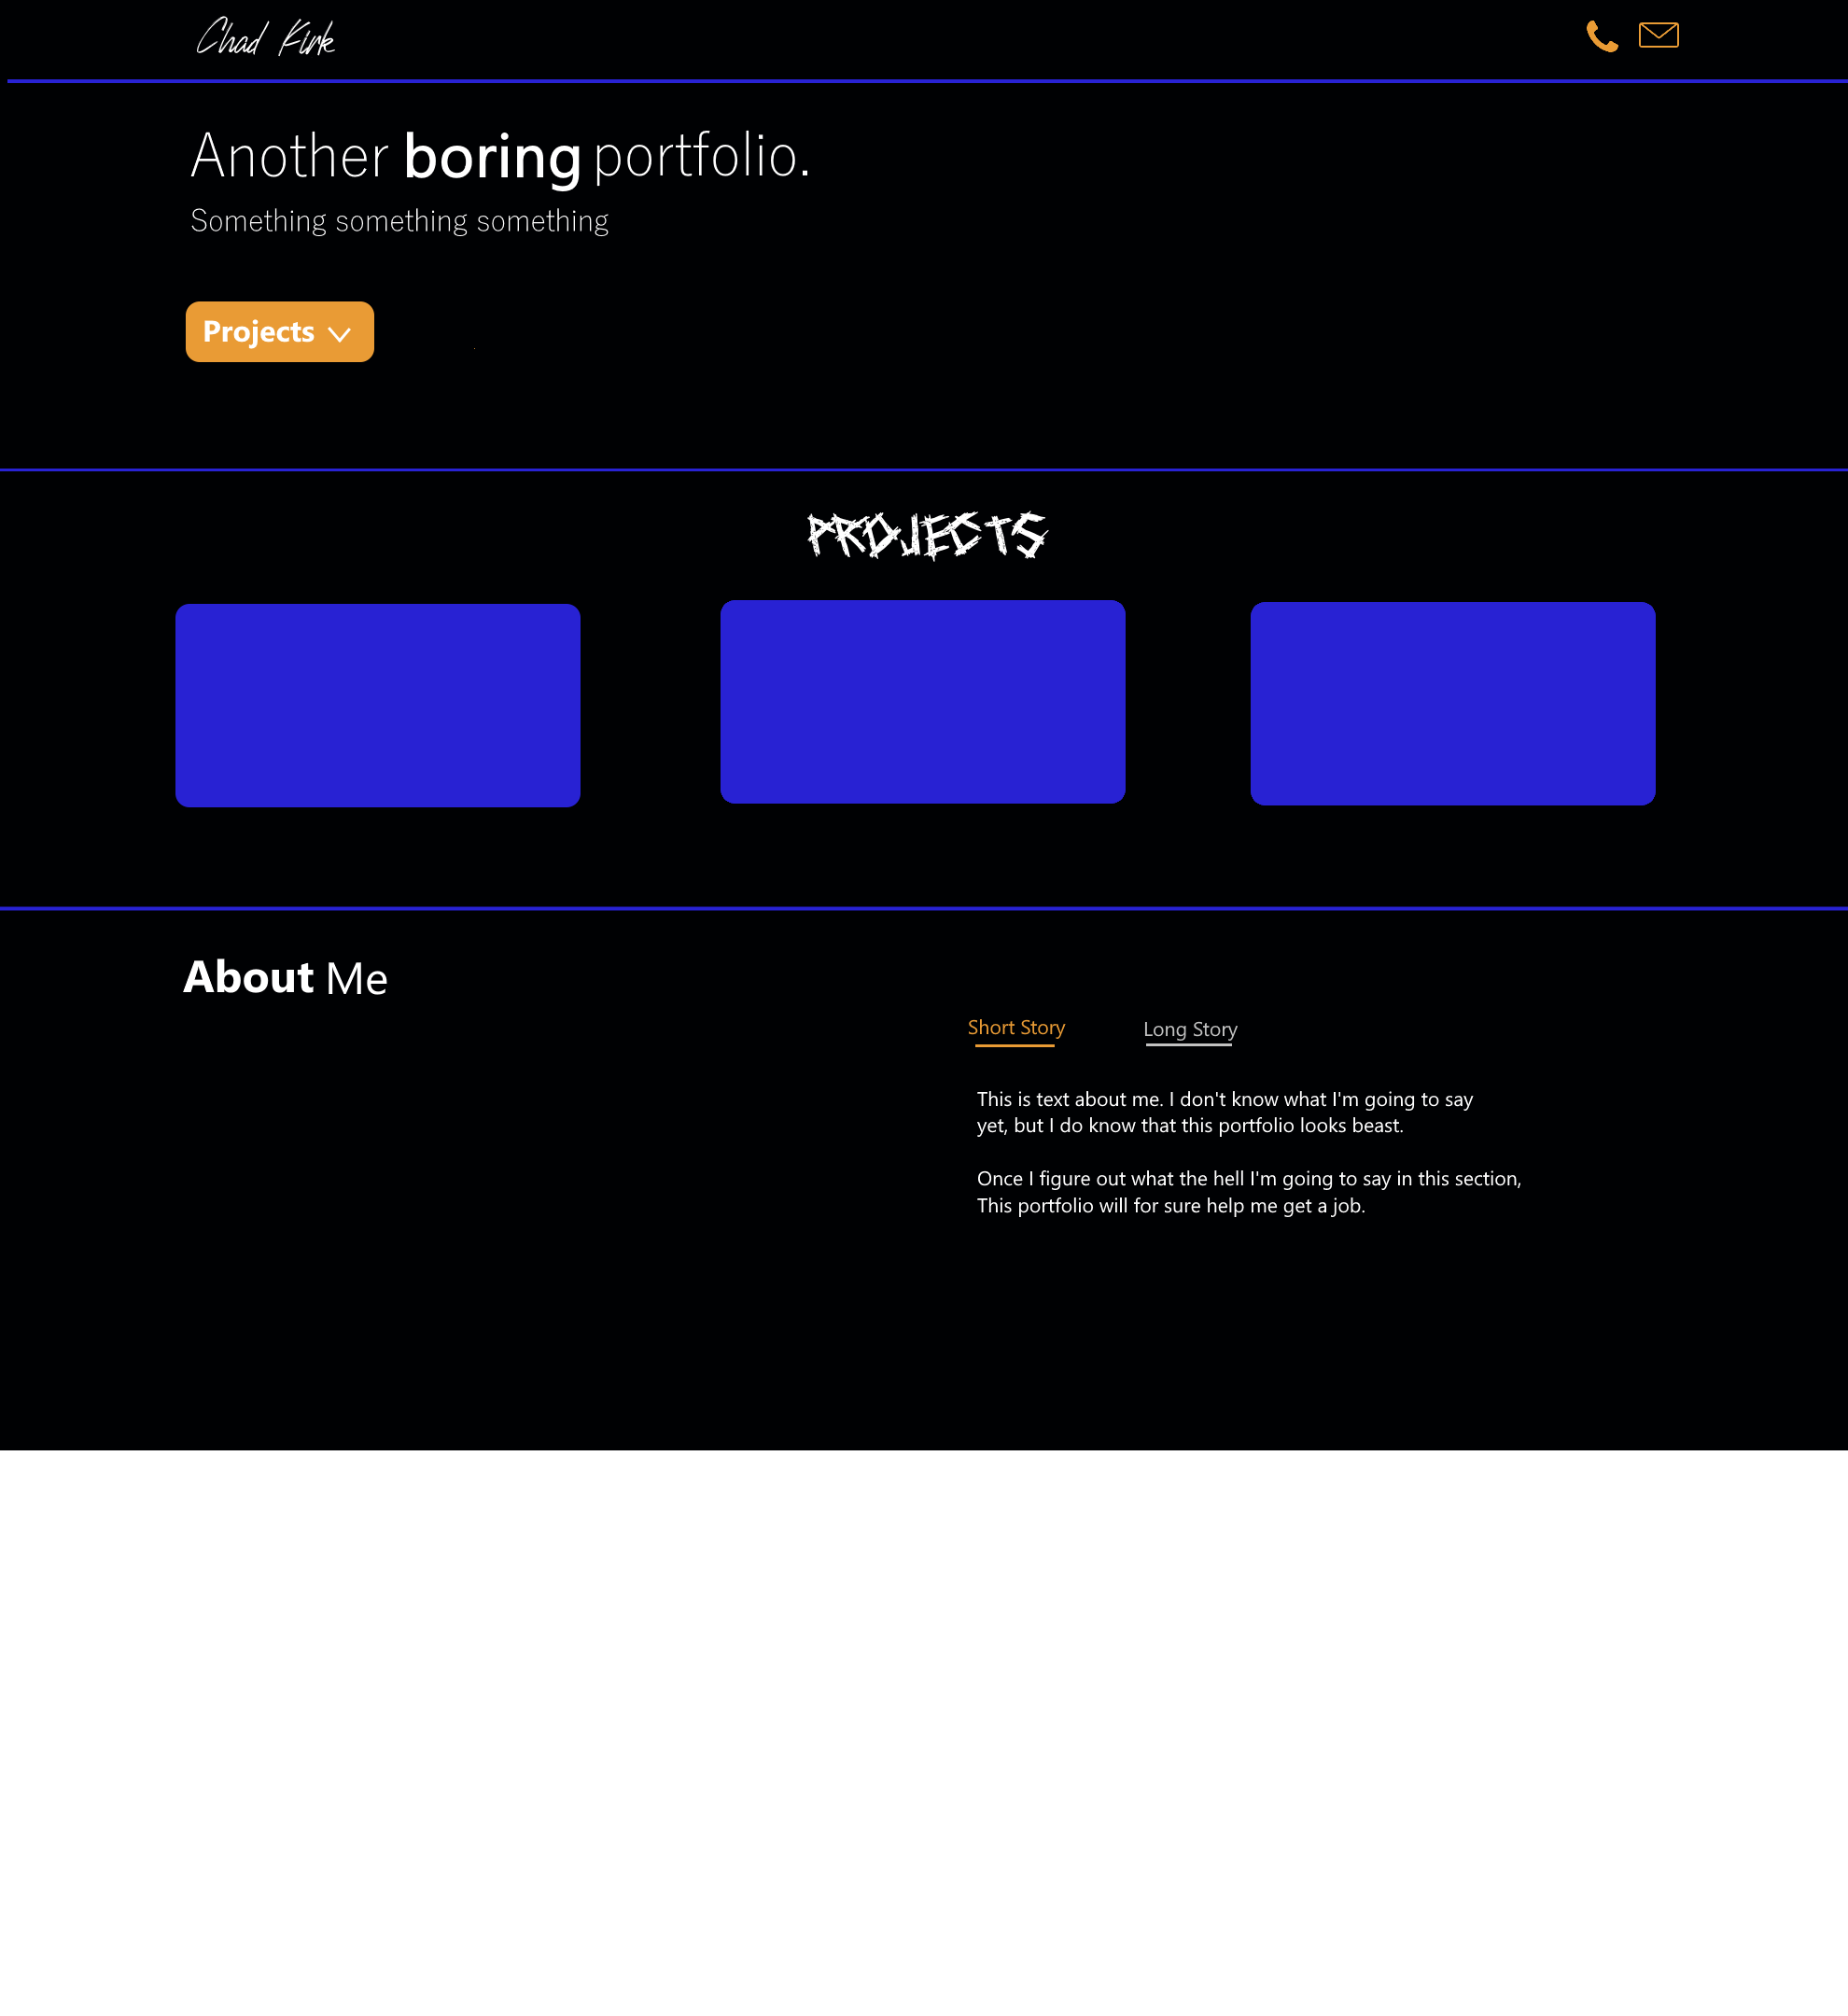 Chad Kirk
Another boring portfolio.
Something something something
Projects
PROJECTS
About Me
Short Story
Long Story
This is text about me. I don't know what I'm going to say
yet, but I do know that this portfolio looks beast.
Once I figure out what the hell I'm going to say in this section,
This portfolio will for sure help me get a job.